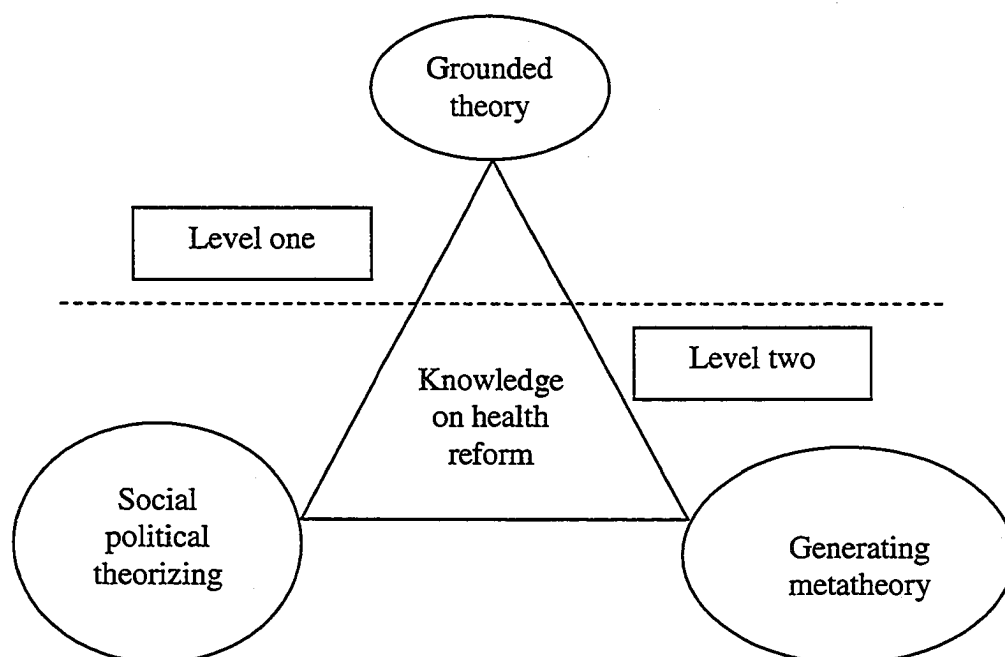 Grounded
theory
Level one
Level two
Knowledge
on health
reform
Social
political
theorizing
Generating
metatheory